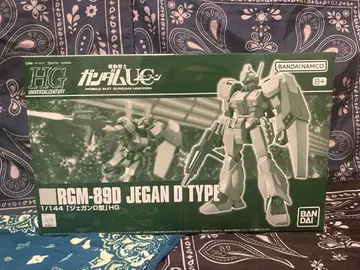 HG
UNIVERSAL CENTURY
機動戦士
ガンダムUC
MOBILE SUIT GUNDAM UNICORN
BANDAI NAMCO
8+
RGM-89D JEGAN D TYPE
1/144「ジェガンD型」HG
BANDAI